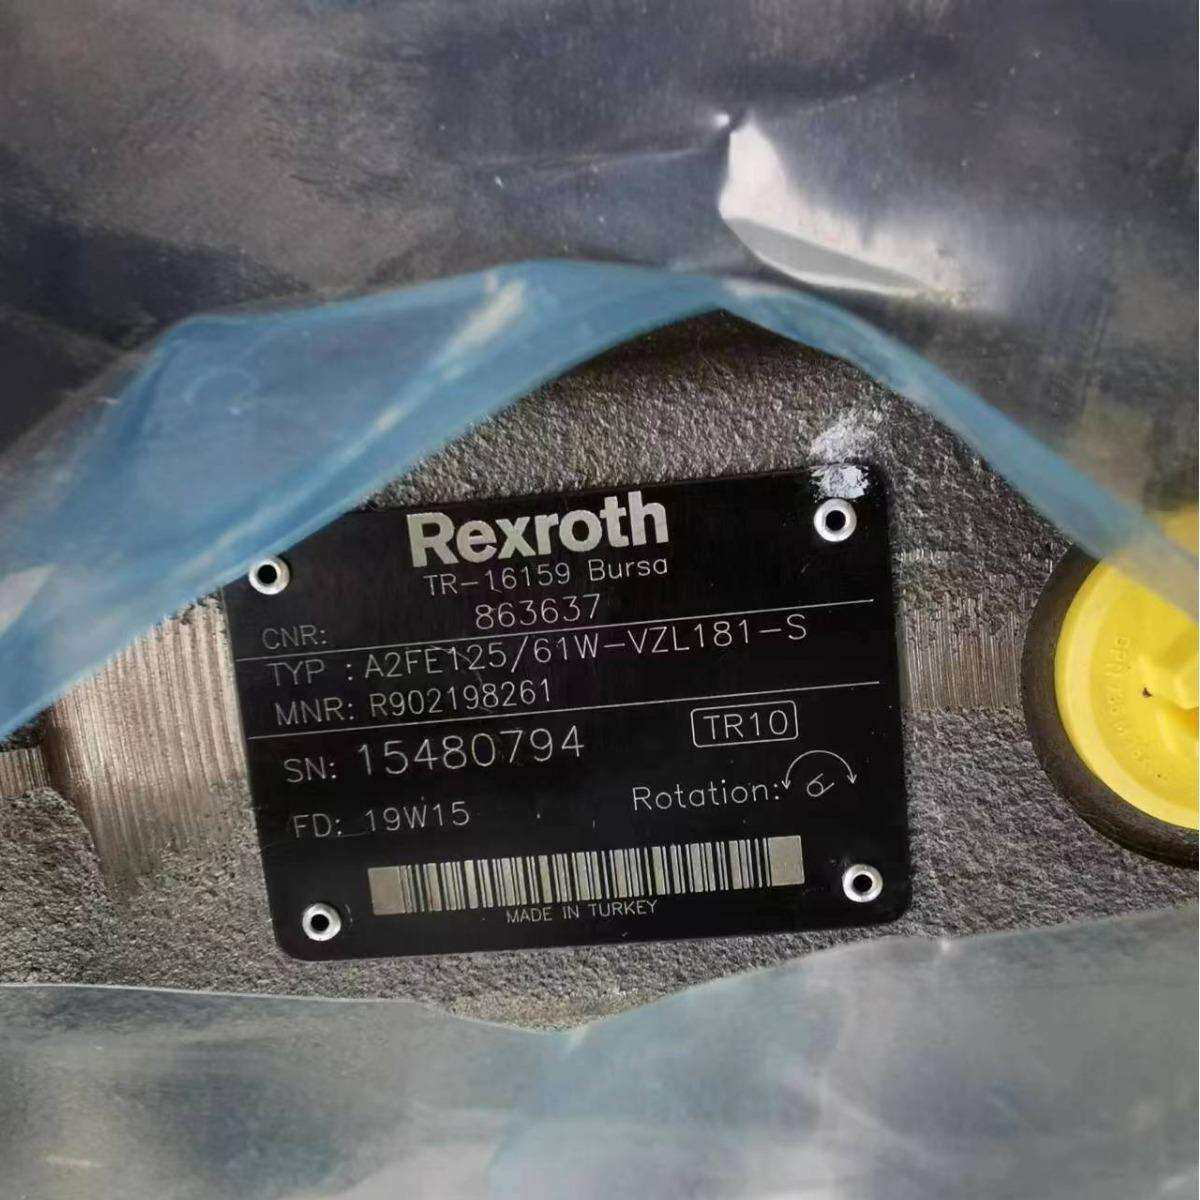 Rexroth
TR-16159 Bursa
863637
CNR:
TYP : A2FE125/61W-VZL181-S
MNR: R902198261
SN: 15480794 TR10
FD: 19W15 Rotation:
MADE IN TURKEY